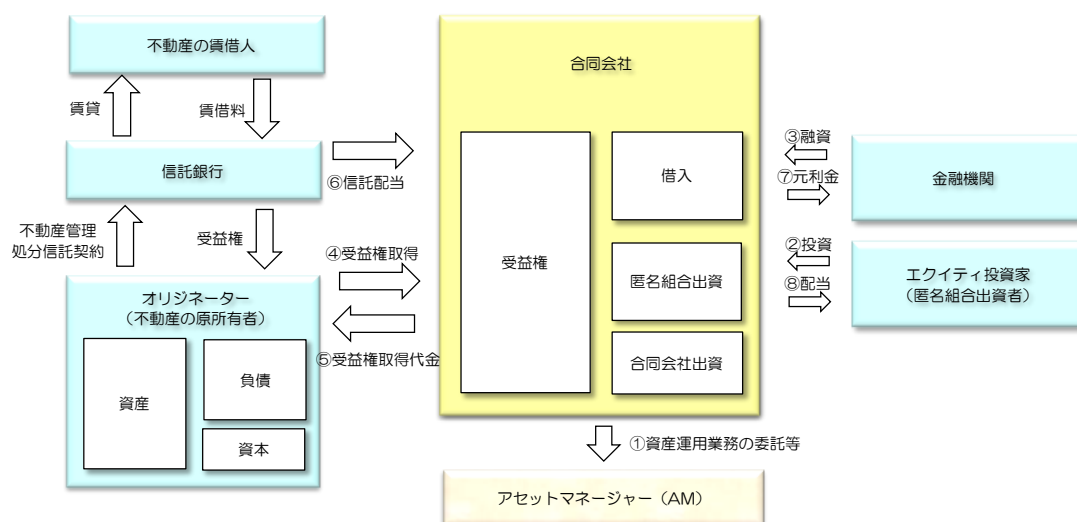 不動産の賃借人
賃貸
賃借料
信託銀行
⑥信託配当
不動産管理
処分信託契約
受益権
④受益権取得
⑤受益権取得代金
オリジネーター
（不動産の原所有者）
資産
負債
資本
合同会社
受益権
借入
匿名組合出資
合同会社出資
③融資
⑦元利金
金融機関
②投資
⑧配当
エクイティ投資家
（匿名組合出資者）
①資産運用業務の委託等
アセットマネージャー（AM）